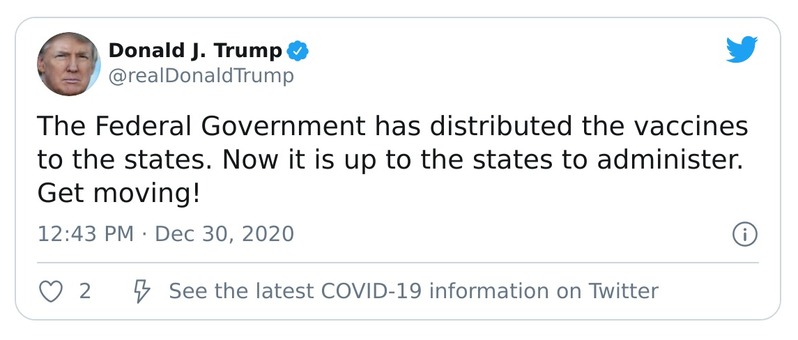 Donald J. Trump
@realDonaldTrump
The Federal Government has distributed the vaccines
to the states. Now it is up to the states to administer.
Get moving!
12:43 PM · Dec 30, 2020
2 See the latest COVID-19 information on Twitter